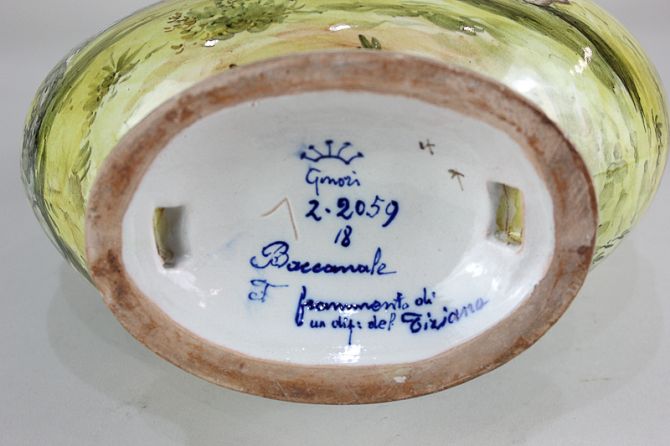 Ginori
2-2059
18
Baccanale
F frammento di
un dip: del Tiziano